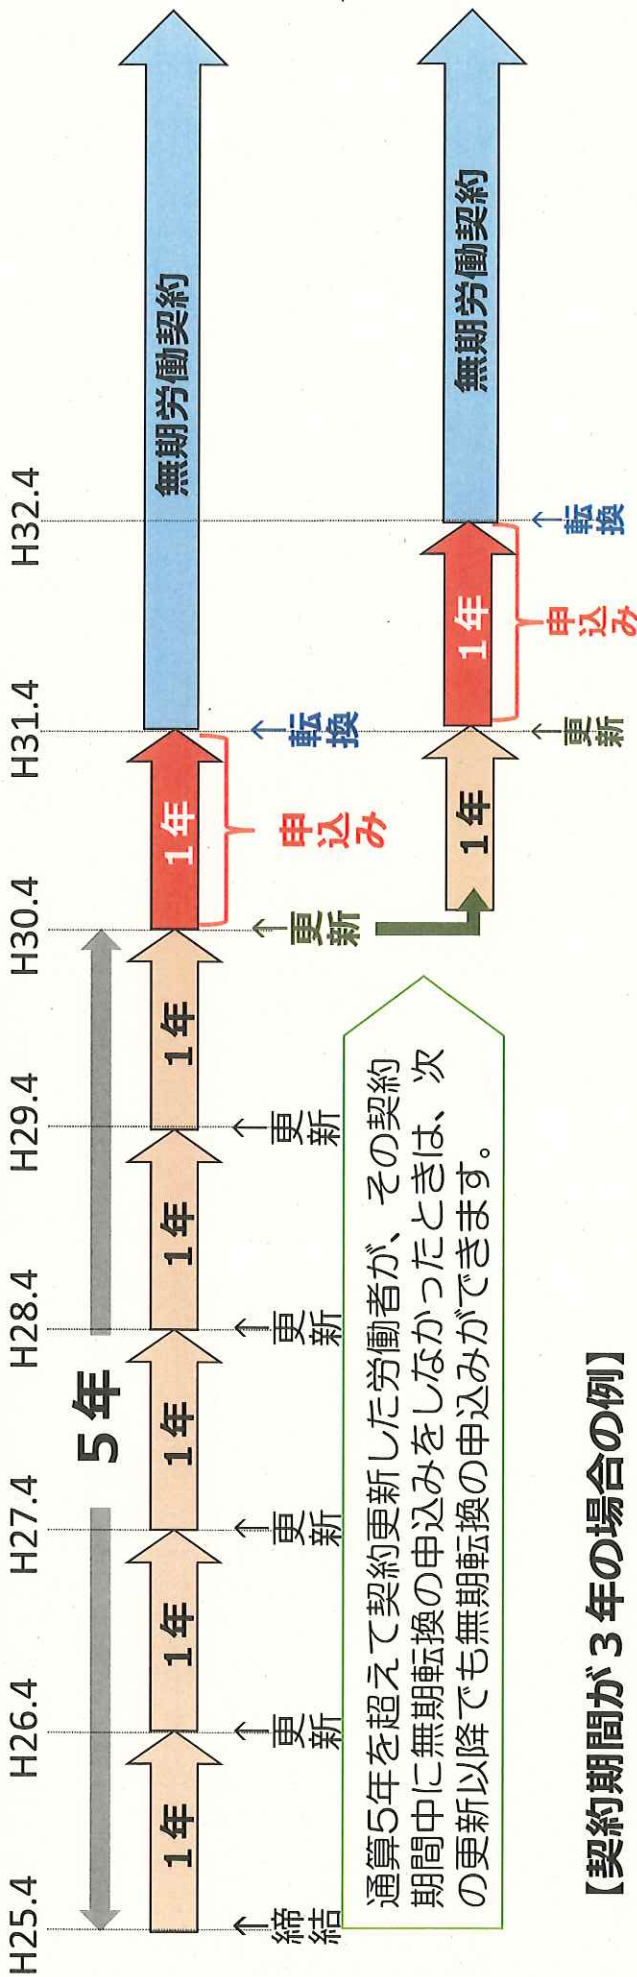 H25.4 H26.4 H27.4 H28.4 H29.4 H30.4 H31.4 H32.4
5年
1年 1年 1年 1年 1年 1年 無期労働契約
↑締結 ↑更新 ↑更新 ↑更新 ↑更新 ↑更新 ↑転換
申込み
通算5年を超えて契約更新した労働者が、その契約
期間中に無期転換の申込みをしなかったときは、次
の更新以降でも無期転換の申込みができます。
1年 1年 無期労働契約
↑更新 ↑転換
申込み
【契約期間が3年の場合の例】